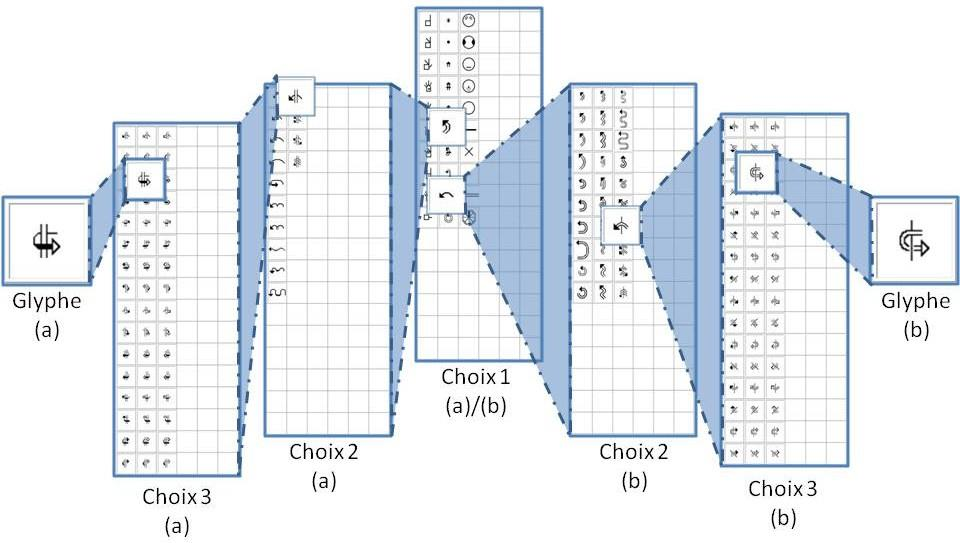 Glyphe
(a)
Choix 3
(a)
Choix 2
(a)
Choix 1
(a)/(b)
Choix 2
(b)
Choix 3
(b)
Glyphe
(b)